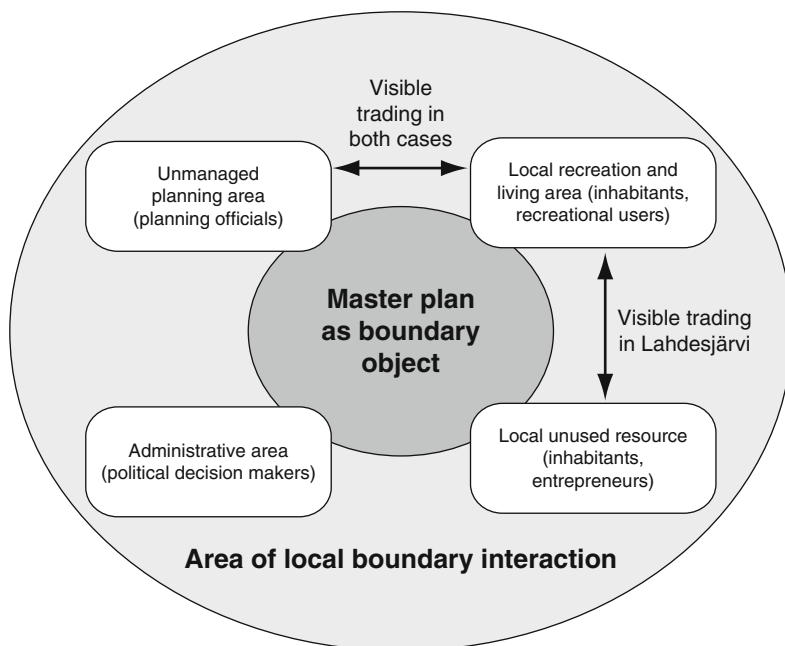 Visible
trading in
both cases
Unmanaged
planning area
(planning officials)
Local recreation and
living area (inhabitants,
recreational users)
Master plan
as boundary
object
Visible trading
in Lahdesjärvi
Administrative area
(political decision makers)
Local unused resource
(inhabitants,
entrepreneurs)
Area of local boundary interaction